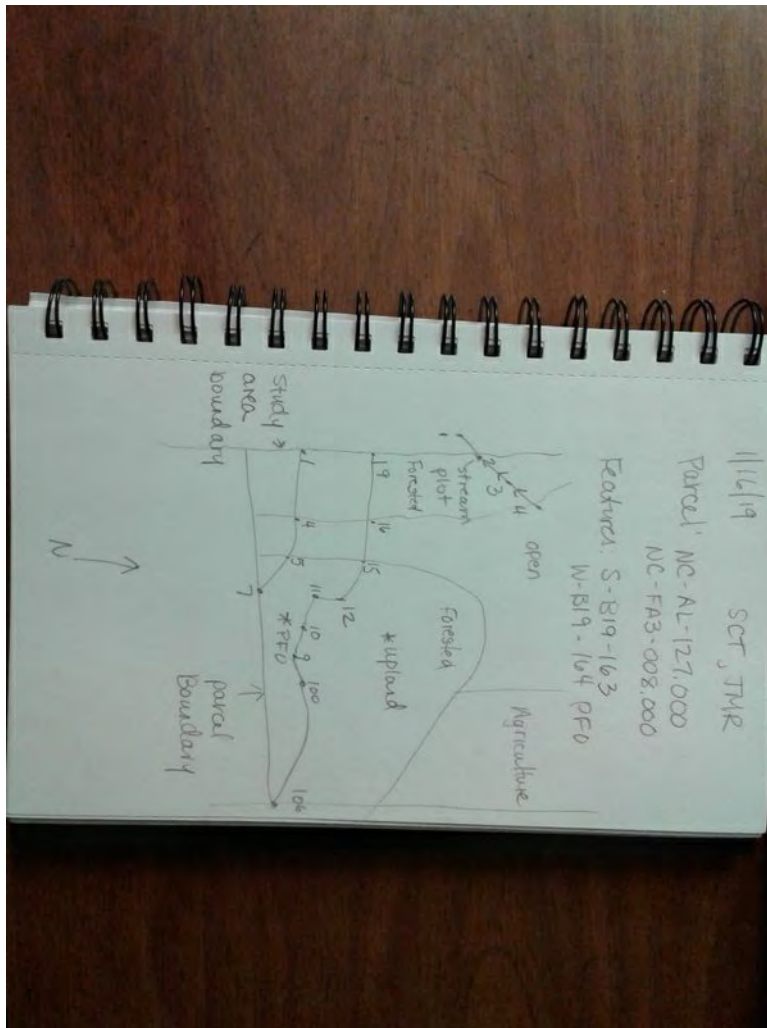 1/16/19 SCT, JMR
Parcel: NC-AL-127.000
NC-FA3-008.000
Features: S-B19-163
W-B19-164 PFO
open
Agriculture
4
3
2
1
stream
plot
Forested
Forested
19
16
15
*upland
12
11
10
9
100
*PFO
1
4
5
7
106
Study →
area
boundary
parcel
Boundary
N